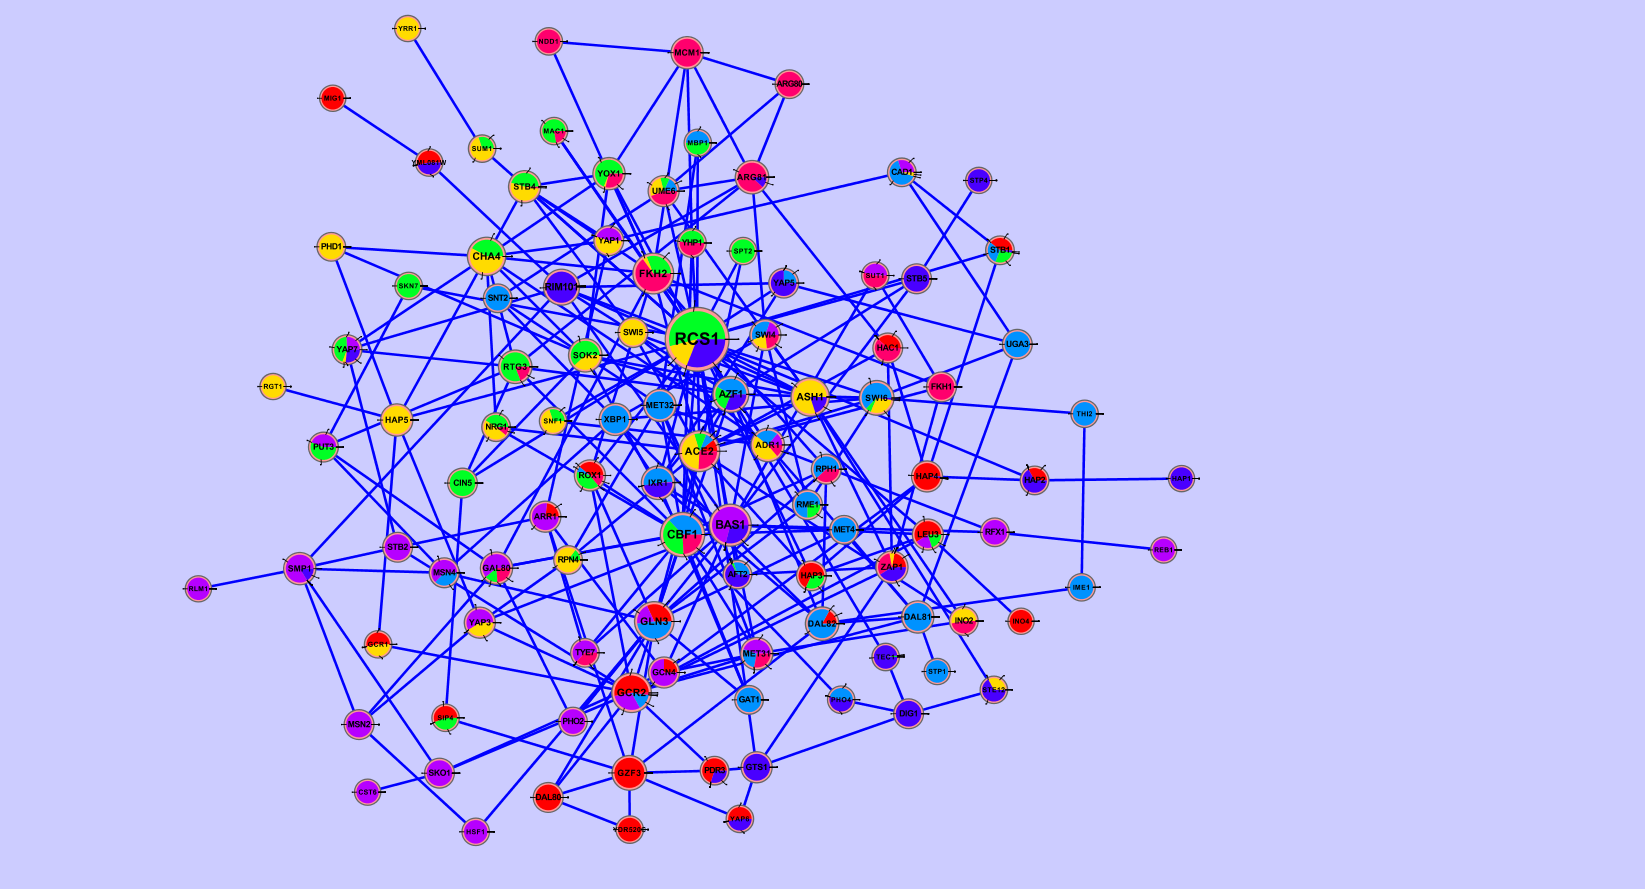 YRR1
NDD1
MCM1
ARG80
MIG1
MAC1
SUM1
MBP1
YML081W
STB4
YOX1
UME6
ARG81
CAD1
STP4
PHD1
CHA4
YAP1
YHP1
SPT2
STB1
FKH2
SKN7
SNT2
RIM101
YAP5
SUT1
STB5
RCS1
SWI5
SWI4
YAP7
SOK2
HAC1
UGA3
RTG3
RGT1
AZF1
ASH1
SWI6
FKH1
HAP5
NRG1
SNF1
XBP1
MET32
THI2
PUT3
ACE2
ADR1
CIN5
ROX1
IXR1
RPH1
HAP4
HAP2
HAP1
ARR1
RME1
CBF1
BAS1
MET4
LEU3
RFX1
STB2
REB1
SMP1
MSN4
GAL80
RPN4
AFT2
HAP3
ZAP1
RLM1
IME1
YAP3
GLN3
DAL82
DAL81
INO2
INO4
GCR1
TYE7
MET31
TEC1
GCN4
STP1
GCR2
GAT1
PHO4
STE12
MSN2
PHO2
DIG1
SKO1
GZF3
PDR3
GTS1
CST6
DAL80
HSF1
YAP6